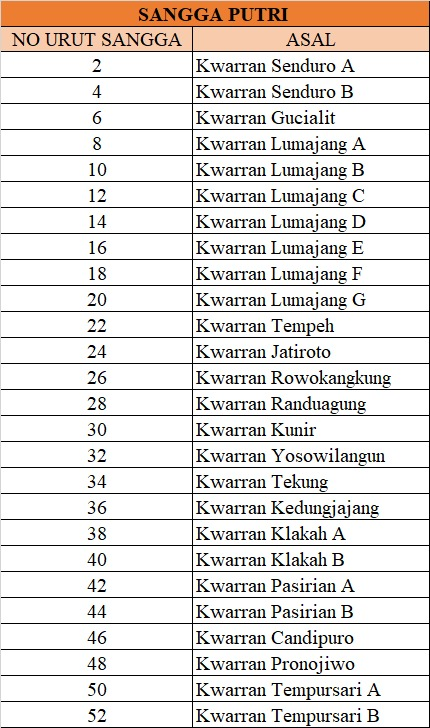 SANGGA PUTRI
NO URUT SANGGA ASAL
2 Kwarran Senduro A
4 Kwarran Senduro B
6 Kwarran Gucialit
8 Kwarran Lumajang A
10 Kwarran Lumajang B
12 Kwarran Lumajang C
14 Kwarran Lumajang D
16 Kwarran Lumajang E
18 Kwarran Lumajang F
20 Kwarran Lumajang G
22 Kwarran Tempeh
24 Kwarran Jatiroto
26 Kwarran Rowokangkung
28 Kwarran Randuagung
30 Kwarran Kunir
32 Kwarran Yosowilangun
34 Kwarran Tekung
36 Kwarran Kedungjajang
38 Kwarran Klakah A
40 Kwarran Klakah B
42 Kwarran Pasirian A
44 Kwarran Pasirian B
46 Kwarran Candipuro
48 Kwarran Pronojiwo
50 Kwarran Tempursari A
52 Kwarran Tempursari B